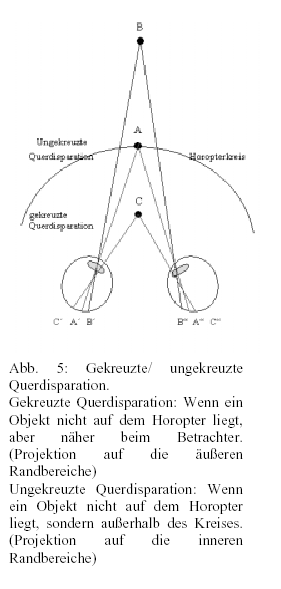 B
A
Ungekreuzte
Querdisparation
Horopterkreis
C
gekreuzte
Querdisparation
C' A' B' B'' A'' C''
Abb. 5: Gekreuzte/ ungekreuzte
Querdisparation.
Gekreuzte Querdisparation: Wenn ein
Objekt nicht auf dem Horopter liegt,
aber näher beim Betrachter.
(Projektion auf die äußeren
Randbereiche)
Ungekreuzte Querdisparation: Wenn
ein Objekt nicht auf dem Horopter
liegt, sondern außerhalb des Kreises.
(Projektion auf die inneren
Randbereiche)